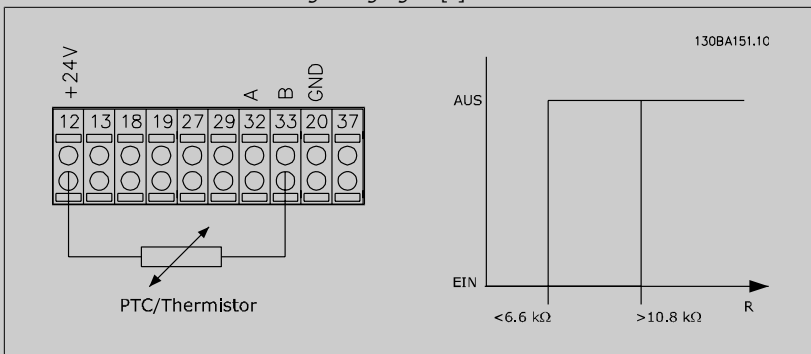 130BA151.10
+24V
A
B
GND
12 13 18 19 27 29 32 33 20 37
PTC/Thermistor
AUS
EIN
<6.6 kΩ
>10.8 kΩ
R